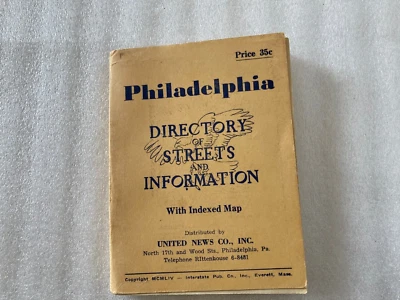 Price 35c
Philadelphia
DIRECTORY
OF
STREETS
AND
INFORMATION
With Indexed Map
Distributed by
UNITED NEWS CO., INC.
North 17th and Wood Sts., Philadelphia, Pa.
Telephone RIttenhouse 6-8481
Copyright MCMLIV — Interstate Pub. Co., Inc., Everett, Mass.